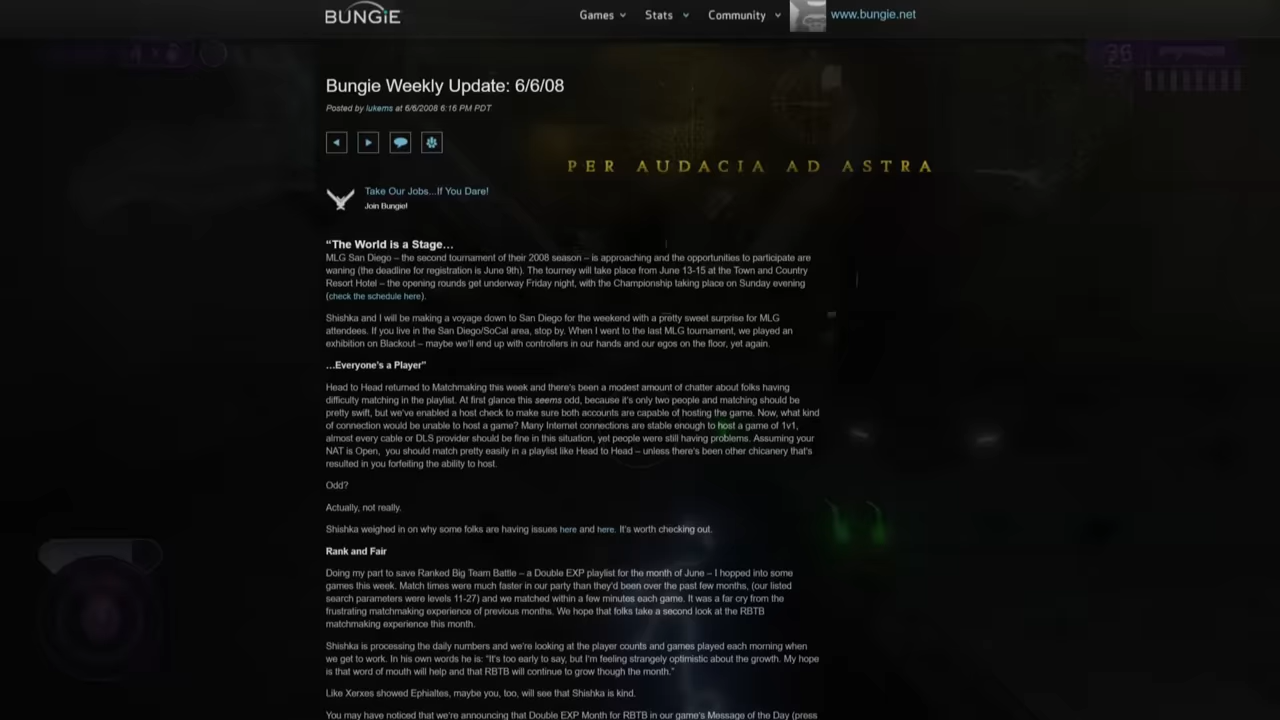 BUNGiE
Games Stats Community www.bungie.net
36
Bungie Weekly Update: 6/6/08
Posted by lukems at 6/6/2008 6:16 PM PDT
PER AUDACIA AD ASTRA
Take Our Jobs...If You Dare!
Join Bungie!
“The World is a Stage…
MLG San Diego – the second tournament of their 2008 season – is approaching and the opportunities to participate are
waning (the deadline for registration is June 9th). The tourney will take place from June 13-15 at the Town and Country
Resort Hotel – the opening rounds get underway Friday night, with the Championship taking place on Sunday evening
(check the schedule here).
Shishka and I will be making a voyage down to San Diego for the weekend with a pretty sweet surprise for MLG
attendees. If you live in the San Diego/SoCal area, stop by. When I went to the last MLG tournament, we played an
exhibition on Blackout – maybe we'll end up with controllers in our hands and our egos on the floor, yet again.
…Everyone's a Player”
Head to Head returned to Matchmaking this week and there's been a modest amount of chatter about folks having
difficulty matching in the playlist. At first glance this seems odd, because it's only two people and matching should be
pretty swift, but we've enabled a host check to make sure both accounts are capable of hosting the game. Now, what kind
of connection would be unable to host a game? Many Internet connections are stable enough to host a game of 1v1,
almost every cable or DLS provider should be fine in this situation, yet people were still having problems. Assuming your
NAT is Open, you should match pretty easily in a playlist like Head to Head – unless there's been other chicanery that's
resulted in you forfeiting the ability to host.
Odd?
Actually, not really.
Shishka weighed in on why some folks are having issues here and here. It's worth checking out.
Rank and Fair
Doing my part to save Ranked Big Team Battle – a Double EXP playlist for the month of June – I hopped into some
games this week. Match times were much faster in our party than they'd been over the past few months, (our listed
search parameters were levels 11-27) and we matched within a few minutes each game. It was a far cry from the
frustrating matchmaking experience of previous months. We hope that folks take a second look at the RBTB
matchmaking experience this month.
Shishka is processing the daily numbers and we're looking at the player counts and games played each morning when
we get to work. In his own words he is: “It's too early to say, but I'm feeling strangely optimistic about the growth. My hope
is that word of mouth will help and that RBTB will continue to grow though the month.”
Like Xerxes showed Ephialtes, maybe you, too, will see that Shishka is kind.
You may have noticed that we're announcing that Double EXP Month for RBTB in our game's Message of the Day (press